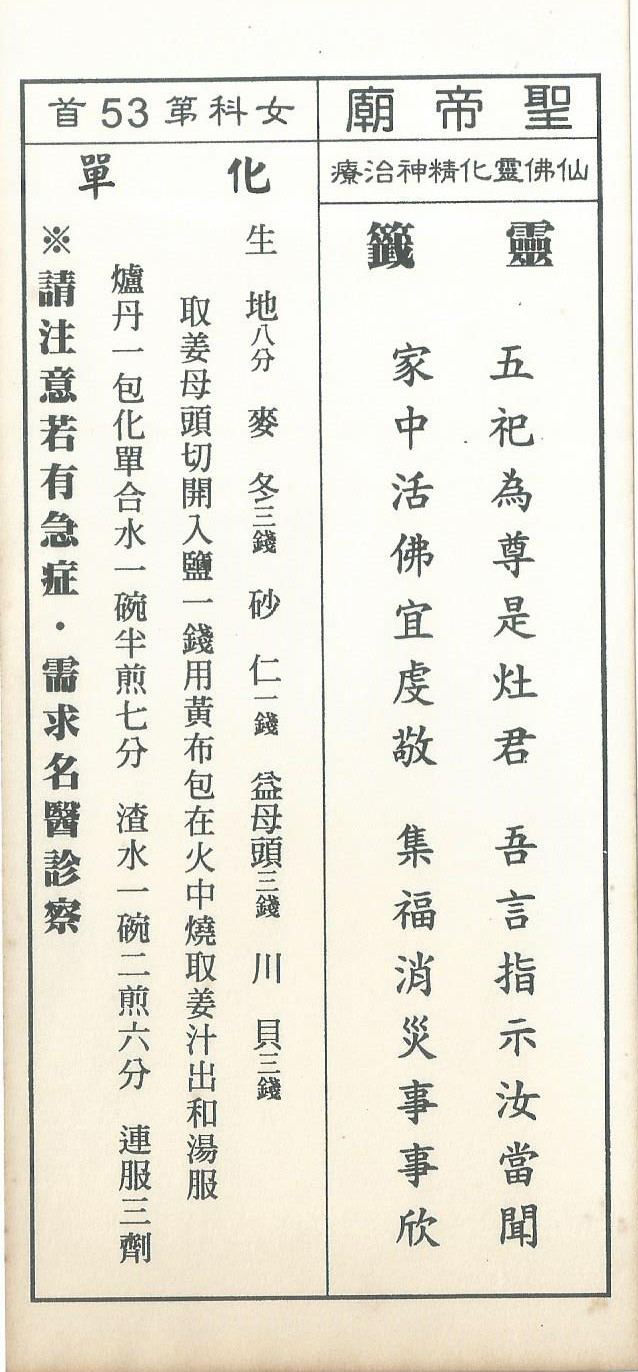 聖帝廟
仙佛靈化精神治療
靈籤
五祀為尊是灶君　吾言指示汝當聞
家中活佛宜虔敬　集福消災事事欣
女科第53首
化單
生地八分　麥冬三錢　砂仁一錢　益母頭三錢　川貝三錢
取姜母頭切開入鹽一錢用黃布包在火中燒取姜汁出和湯服
爐丹一包化單合水一碗半煎七分　渣水一碗二煎六分　連服三劑
※請注意若有急症・需求名醫診察